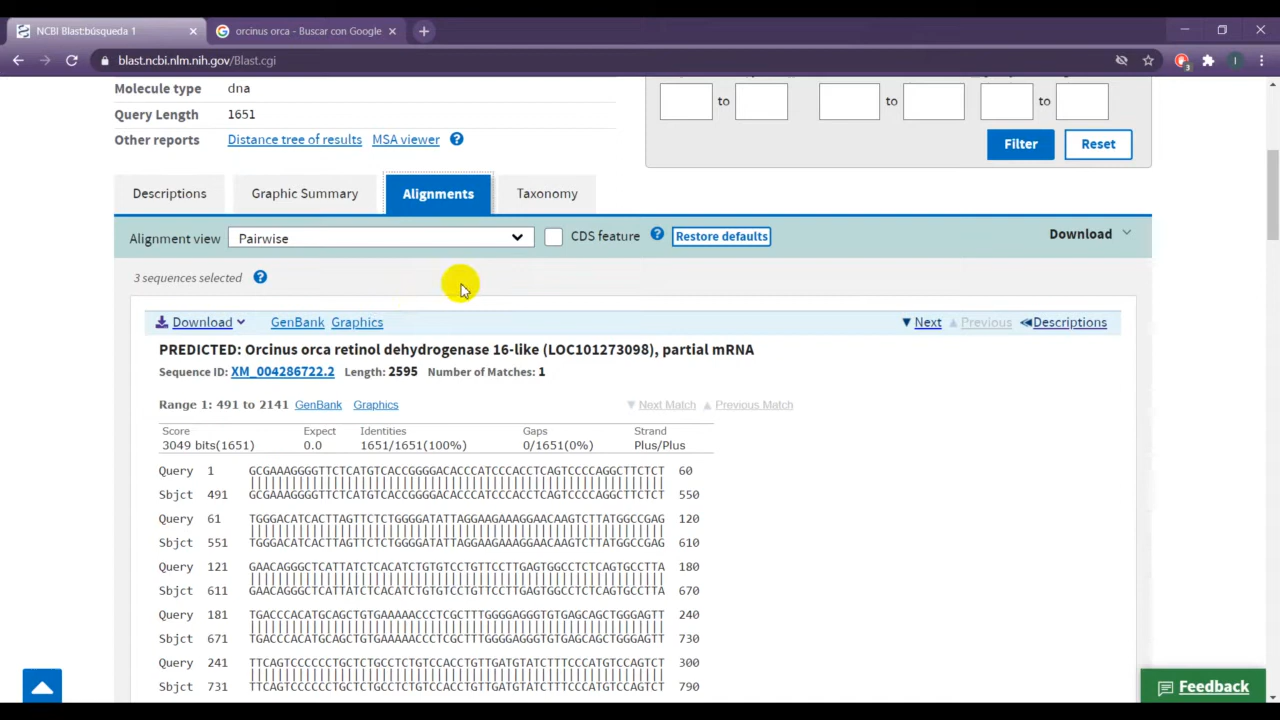 NCBI Blast:búsqueda 1
orcinus orca - Buscar con Google
blast.ncbi.nlm.nih.gov/Blast.cgi
3
I
Molecule type dna
Query Length 1651
Other reports Distance tree of results MSA viewer ?
to to to
Filter Reset
Descriptions Graphic Summary Alignments Taxonomy
Alignment view Pairwise CDS feature ? Restore defaults Download
3 sequences selected ?
Download GenBank Graphics Next Previous Descriptions
PREDICTED: Orcinus orca retinol dehydrogenase 16-like (LOC101273098), partial mRNA
Sequence ID: XM_004286722.2 Length: 2595 Number of Matches: 1
Range 1: 491 to 2141 GenBank Graphics Next Match Previous Match
Score Expect Identities Gaps Strand
3049 bits(1651) 0.0 1651/1651(100%) 0/1651(0%) Plus/Plus
Query 1 GCGAAAGGGGTTCTCATGTCACCGGGGACACCCATCCCACCTCAGTCCCCAGGCTTCTCT 60
Sbjct 491 GCGAAAGGGGTTCTCATGTCACCGGGGACACCCATCCCACCTCAGTCCCCAGGCTTCTCT 550
Query 61 TGGGACATCACTTAGTTCTCTGGGGATATTAGGAAGAAAGGAACAAGTCTTATGGCCGAG 120
Sbjct 551 TGGGACATCACTTAGTTCTCTGGGGATATTAGGAAGAAAGGAACAAGTCTTATGGCCGAG 610
Query 121 GAACAGGGCTCATTATCTCACATCTGTGTCCTGTTCCTTGAGTGGCCTCTCAGTGCCTTA 180
Sbjct 611 GAACAGGGCTCATTATCTCACATCTGTGTCCTGTTCCTTGAGTGGCCTCTCAGTGCCTTA 670
Query 181 TGACCCACATGCAGCTGTGAAAAACCCTCGCTTTGGGGAGGGTGTGAGCAGCTGGGAGTT 240
Sbjct 671 TGACCCACATGCAGCTGTGAAAAACCCTCGCTTTGGGGAGGGTGTGAGCAGCTGGGAGTT 730
Query 241 TTCAGTCCCCCCTGCTCTGCCTCTGTCCACCTGTTGATGTATCTTTCCCATGTCCAGTCT 300
Sbjct 731 TTCAGTCCCCCCTGCTCTGCCTCTGTCCACCTGTTGATGTATCTTTCCCATGTCCAGTCT 790
Feedback